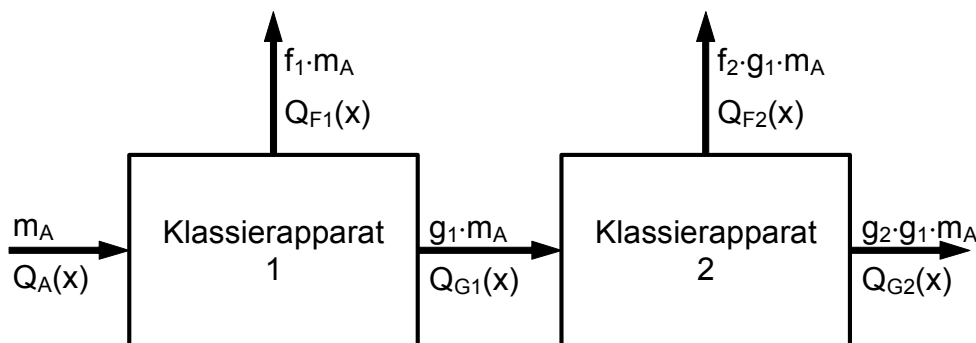 f₁·m_A
Q_F1(x)
f₂·g₁·m_A
Q_F2(x)
m_A
Q_A(x)
Klassierapparat
1
g₁·m_A
Q_G1(x)
Klassierapparat
2
g₂·g₁·m_A
Q_G2(x)